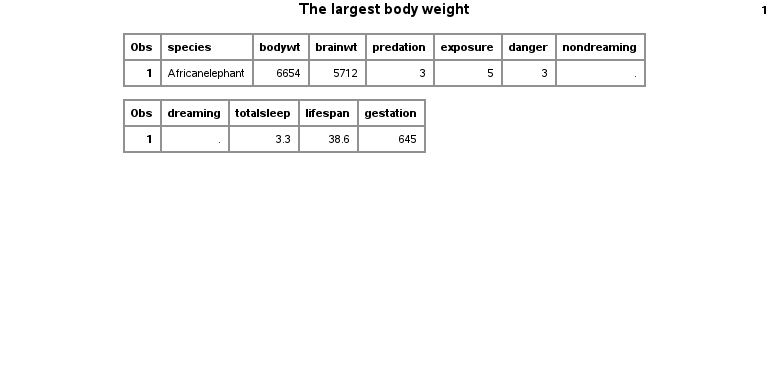 The largest body weight 1
Obs species bodywt brainwt predation exposure danger nondreaming
1 Africanelephant 6654 5712 3 5 3 .
Obs dreaming totalsleep lifespan gestation
1 . 3.3 38.6 645